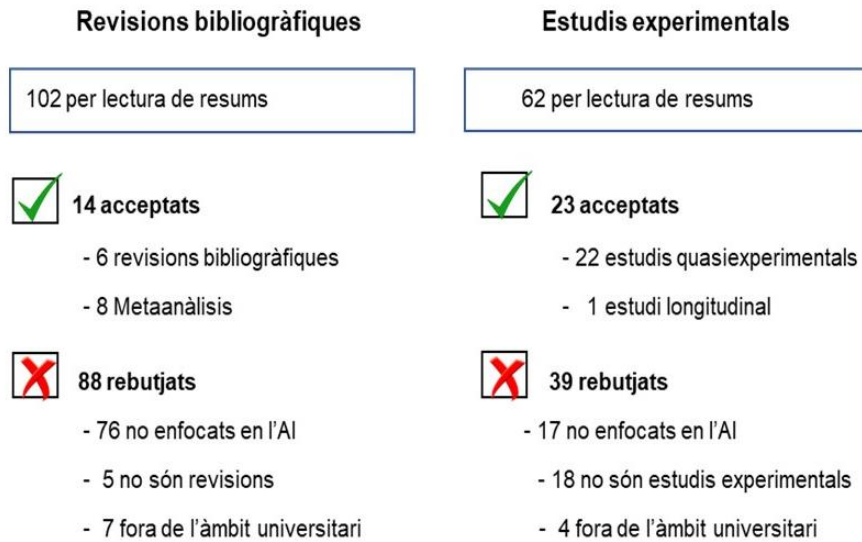 Revisions bibliogràfiques
102 per lectura de resums
14 acceptats
- 6 revisions bibliogràfiques
- 8 Metaanàlisis
88 rebutjats
- 76 no enfocats en l’AI
- 5 no són revisions
- 7 fora de l’àmbit universitari
Estudis experimentals
62 per lectura de resums
23 acceptats
- 22 estudis quasiexperimentals
- 1 estudi longitudinal
39 rebutjats
- 17 no enfocats en l’AI
- 18 no són estudis experimentals
- 4 fora de l’àmbit universitari